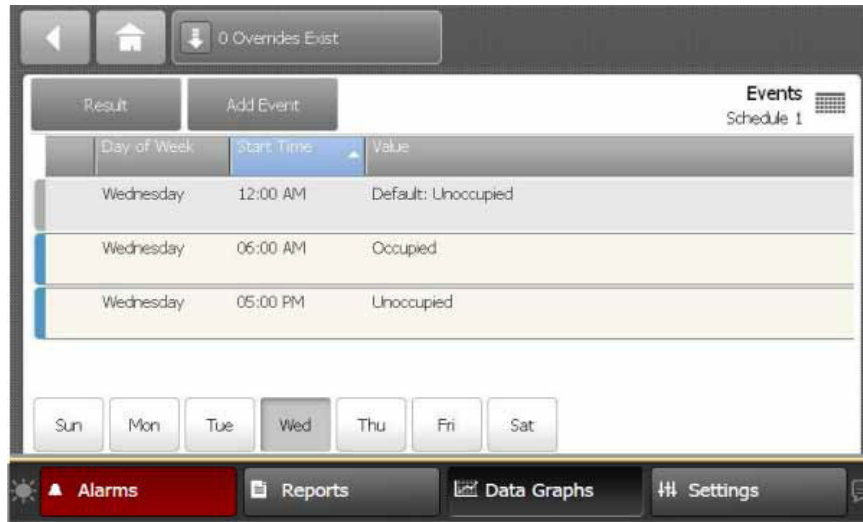 0 Overrides Exist
Result
Add Event
Events
Schedule 1
Day of Week Start Time Value
Wednesday 12:00 AM Default: Unoccupied
Wednesday 06:00 AM Occupied
Wednesday 05:00 PM Unoccupied
Sun Mon Tue Wed Thu Fri Sat
Alarms Reports Data Graphs Settings